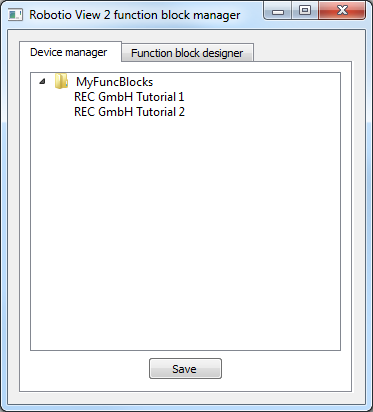 Robotio View 2 function block manager
Device manager
Function block designer
MyFuncBlocks
REC GmbH Tutorial 1
REC GmbH Tutorial 2
Save